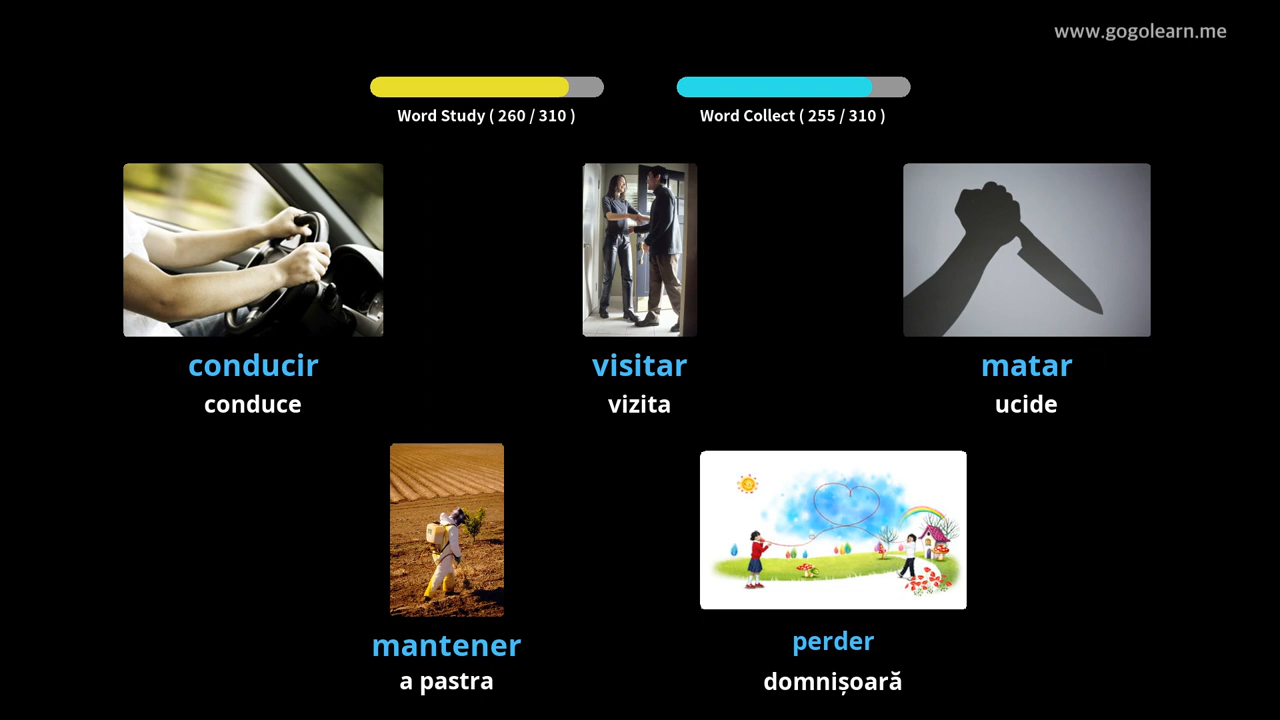 www.gogolearn.me
Word Study ( 260 / 310 )
Word Collect ( 255 / 310 )
conducir
conduce
visitar
vizita
matar
ucide
mantener
a pastra
perder
domnișoară